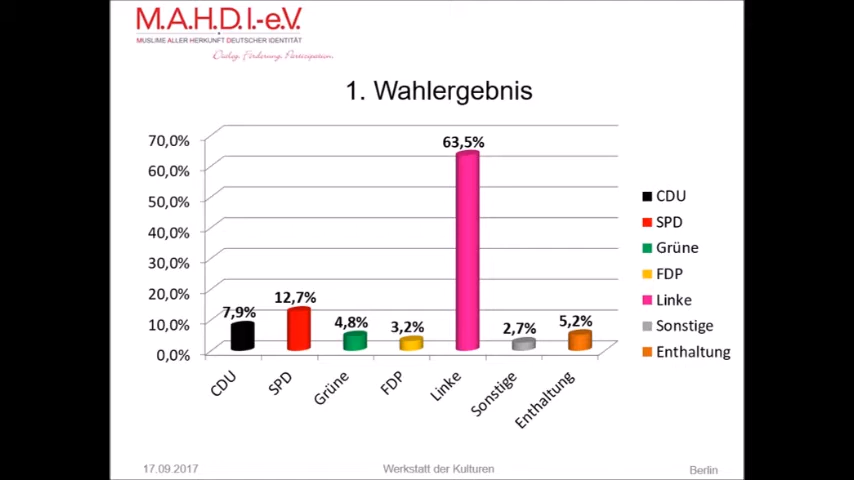 M.A.H.D.I.-e.V.
MUSLIME ALLER HERKUNFT DEUTSCHER IDENTITÄT
Dialog. Förderung. Partizipation.
1. Wahlergebnis
70,0%
60,0%
50,0%
40,0%
30,0%
20,0%
10,0%
0,0%
7,9%
12,7%
4,8%
3,2%
63,5%
2,7%
5,2%
CDU
SPD
Grüne
FDP
Linke
Sonstige
Enthaltung
CDU
SPD
Grüne
FDP
Linke
Sonstige
Enthaltung
17.09.2017
Werkstatt der Kulturen
Berlin